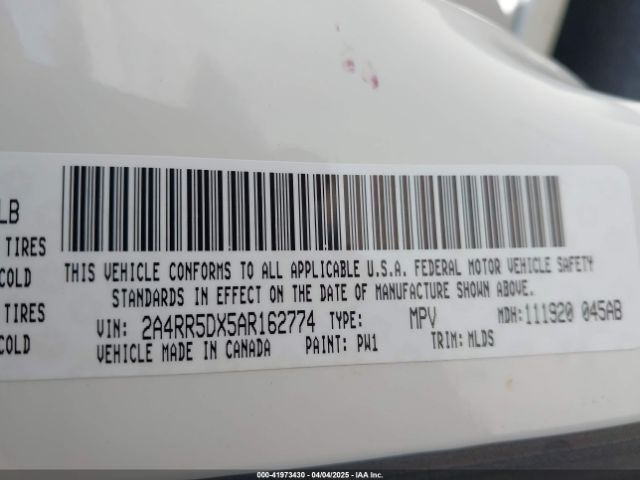 LB
TIRES
COLD
TIRES
COLD
THIS VEHICLE CONFORMS TO ALL APPLICABLE U.S.A. FEDERAL MOTOR VEHICLE SAFETY
STANDARDS IN EFFECT ON THE DATE OF MANUFACTURE SHOWN ABOVE.
VIN: 2A4RR5DX5AR162774 TYPE: MPV MDH:111920 045AB
VEHICLE MADE IN CANADA PAINT: PW1 TRIM: MLDS
000-41973430 - 04/04/2025 - IAA Inc.